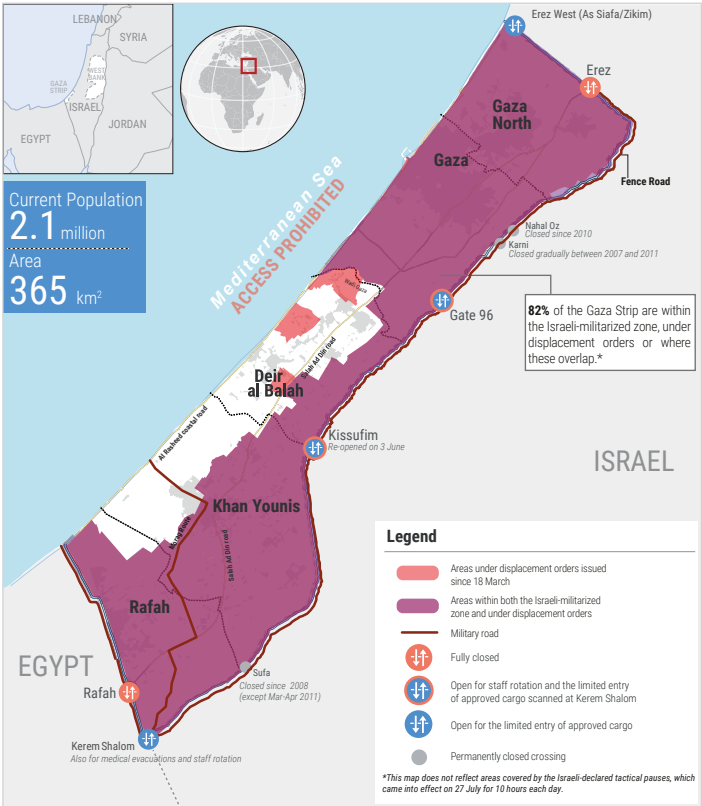 LEBANON
SYRIA
WEST
BANK
GAZA
STRIP
ISRAEL
JORDAN
EGYPT
Current Population
2.1 million
Area
365 km²
Mediterranean Sea
ACCESS PROHIBITED
Erez West (As Siafa/Zikim)
Erez
Gaza
North
Gaza
Fence Road
Nahal Oz
Closed since 2010
Karni
Closed gradually between 2007 and 2011
Wadi Gaza
Gate 96
82% of the Gaza Strip are within
the Israeli-militarized zone, under
displacement orders or where
these overlap.*
Salah Ad Din road
Deir
al Balah
Al Rasheed coastal road
Kissufim
Re-opened on 3 June
ISRAEL
Khan Younis
Morag Route
Salah Ad Din road
Rafah
EGYPT
Rafah
Sufa
Closed since 2008
(except Mar-Apr 2011)
Kerem Shalom
Also for medical evacuations and staff rotation
Legend
Areas under displacement orders issued
since 18 March
Areas within both the Israeli-militarized
zone and under displacement orders
Military road
Fully closed
Open for staff rotation and the limited entry
of approved cargo scanned at Kerem Shalom
Open for the limited entry of approved cargo
Permanently closed crossing
*This map does not reflect areas covered by the Israeli-declared tactical pauses, which
came into effect on 27 July for 10 hours each day.